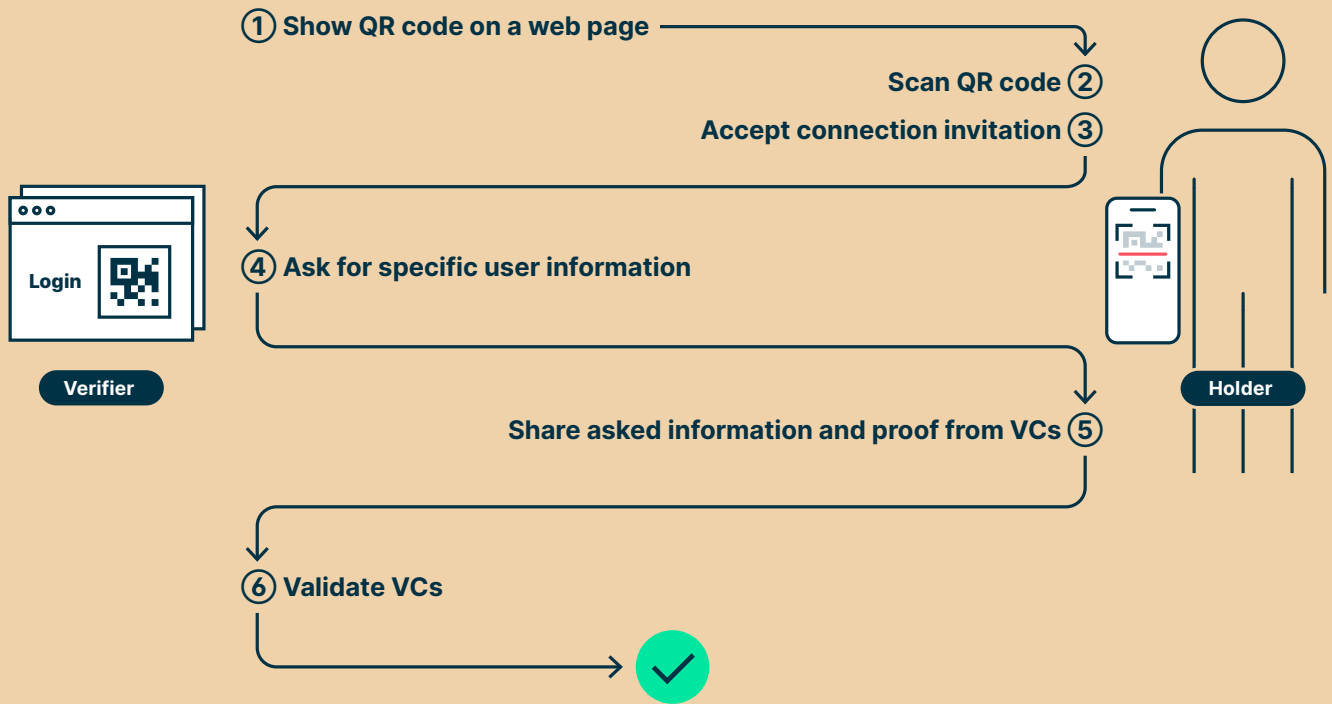 ① Show QR code on a web page
Scan QR code ②
Accept connection invitation ③
Login
④ Ask for specific user information
Verifier
Holder
Share asked information and proof from VCs ⑤
⑥ Validate VCs